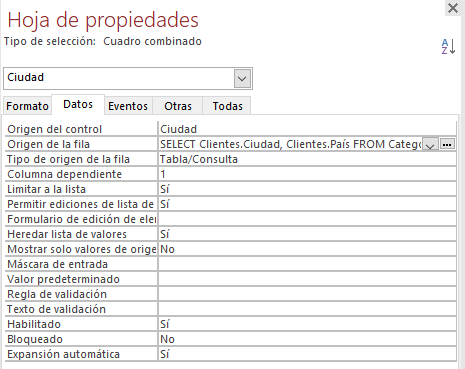 Hoja de propiedades
Tipo de selección: Cuadro combinado
Ciudad
Formato Datos Eventos Otras Todas
Origen del control Ciudad
Origen de la fila SELECT Clientes.Ciudad, Clientes.País FROM Catego
Tipo de origen de la fila Tabla/Consulta
Columna dependiente 1
Limitar a la lista Sí
Permitir ediciones de lista de Sí
Formulario de edición de eler
Heredar lista de valores Sí
Mostrar solo valores de orige No
Máscara de entrada
Valor predeterminado
Regla de validación
Texto de validación
Habilitado Sí
Bloqueado No
Expansión automática Sí